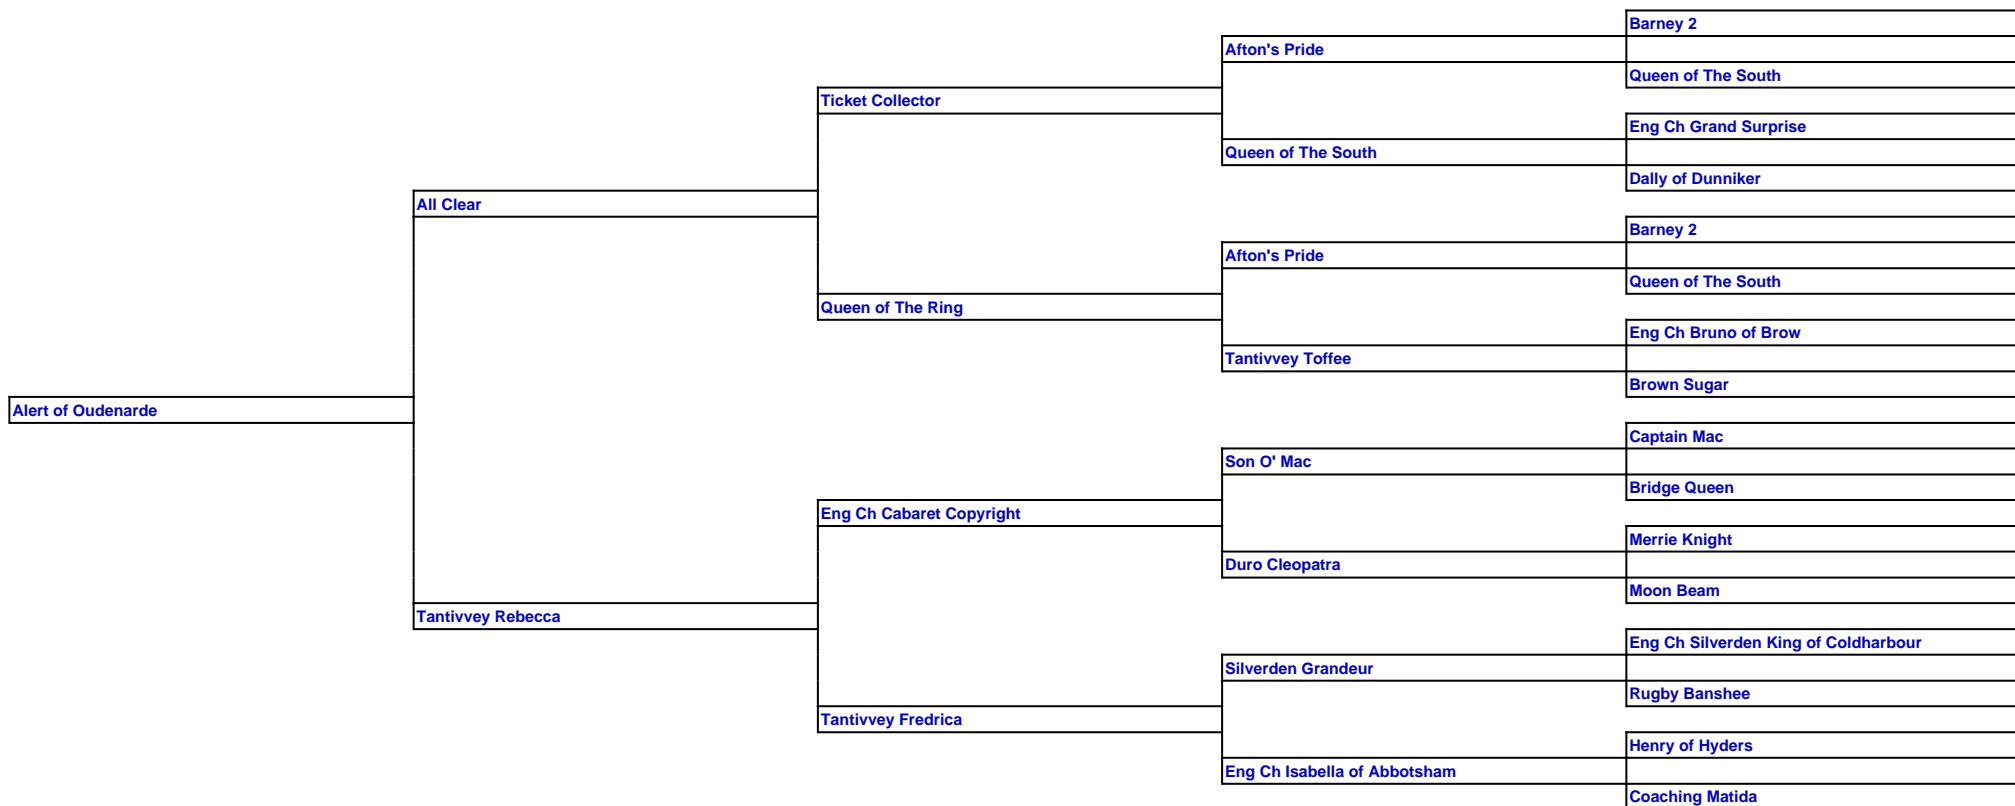 Barney 2
Afton's Pride
Queen of The South
Ticket Collector
Eng Ch Grand Surprise
Queen of The South
Dally of Dunniker
All Clear
Barney 2
Afton's Pride
Queen of The South
Queen of The Ring
Eng Ch Bruno of Brow
Tantivvey Toffee
Brown Sugar
Alert of Oudenarde
Captain Mac
Son O' Mac
Bridge Queen
Eng Ch Cabaret Copyright
Merrie Knight
Duro Cleopatra
Moon Beam
Tantivvey Rebecca
Eng Ch Silverden King of Coldharbour
Silverden Grandeur
Rugby Banshee
Tantivvey Fredrica
Henry of Hyders
Eng Ch Isabella of Abbotsham
Coaching Matida